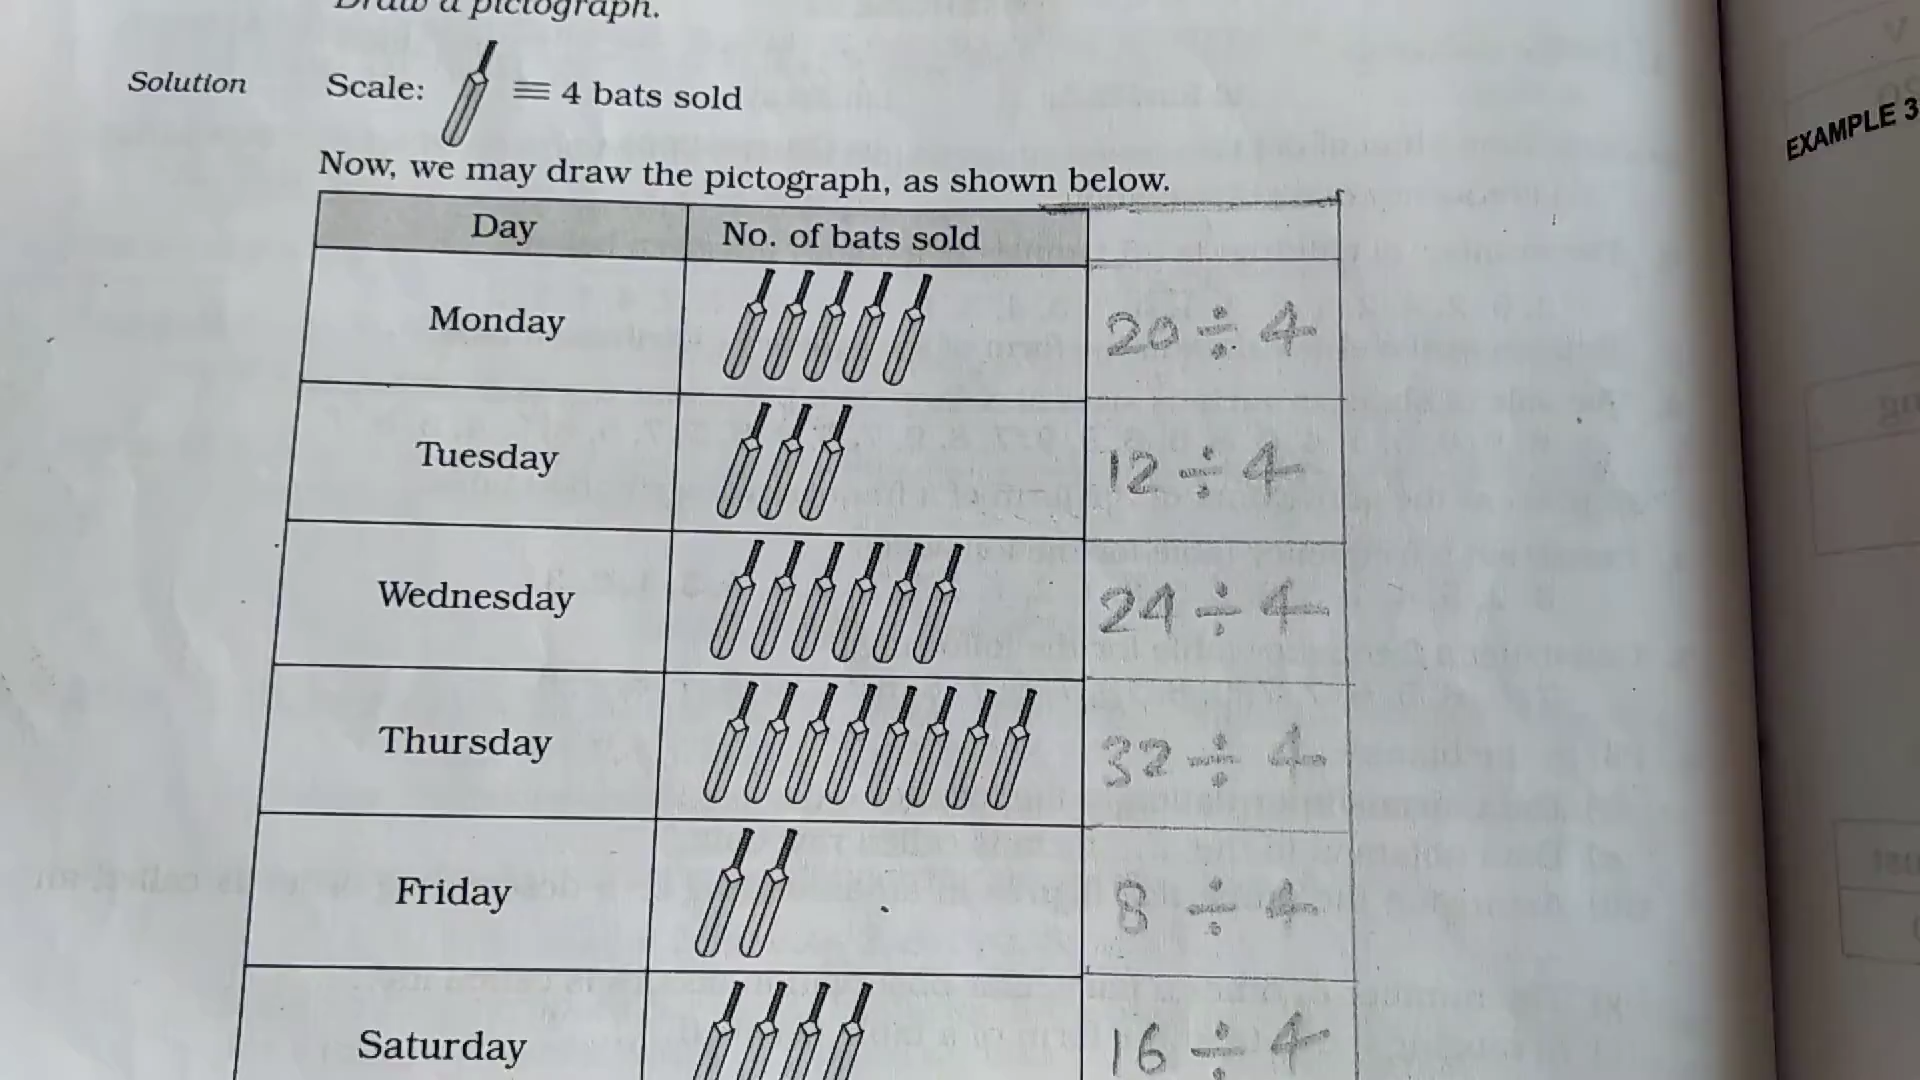 Draw a pictograph.
Solution Scale: ≡ 4 bats sold
EXAMPLE 3
Now, we may draw the pictograph, as shown below.
Day No. of bats sold
Monday 20 ÷ 4
Tuesday 12 ÷ 4
Wednesday 24 ÷ 4
Thursday 32 ÷ 4
Friday 8 ÷ 4
Saturday 16 ÷ 4